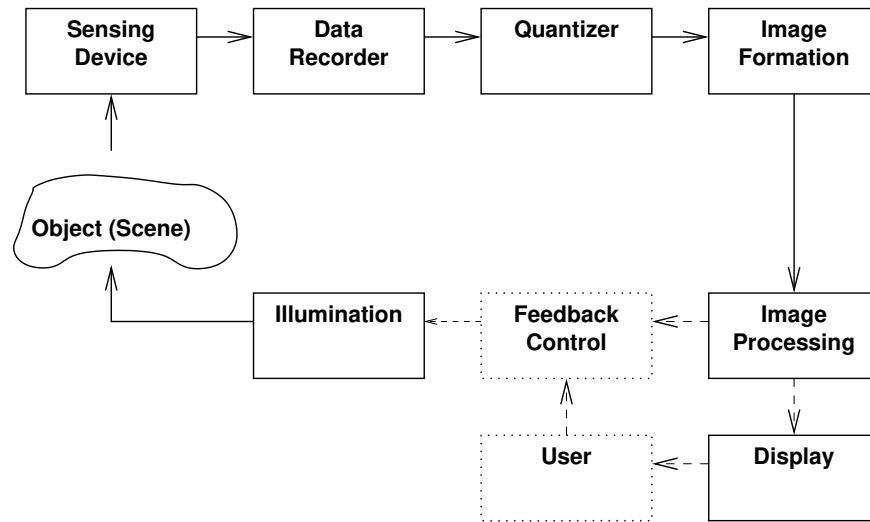 Sensing
Device
Data
Recorder
Quantizer
Image
Formation
Object (Scene)
Illumination
Feedback
Control
Image
Processing
User
Display